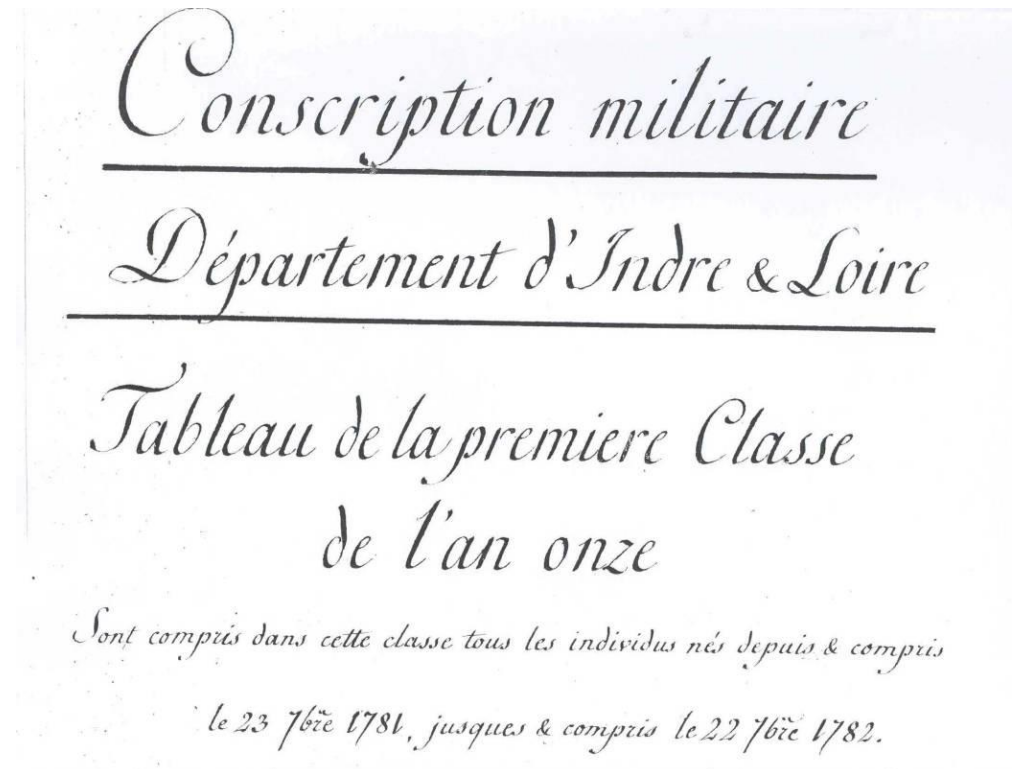 Conscription militaire
Département d'Indre & Loire
Tableau de la premiere Classe
de l'an onze
Sont compris dans cette classe tous les individus nés depuis & compris
le 23 7bre 1781, jusques & compris le 22 7bre 1782.